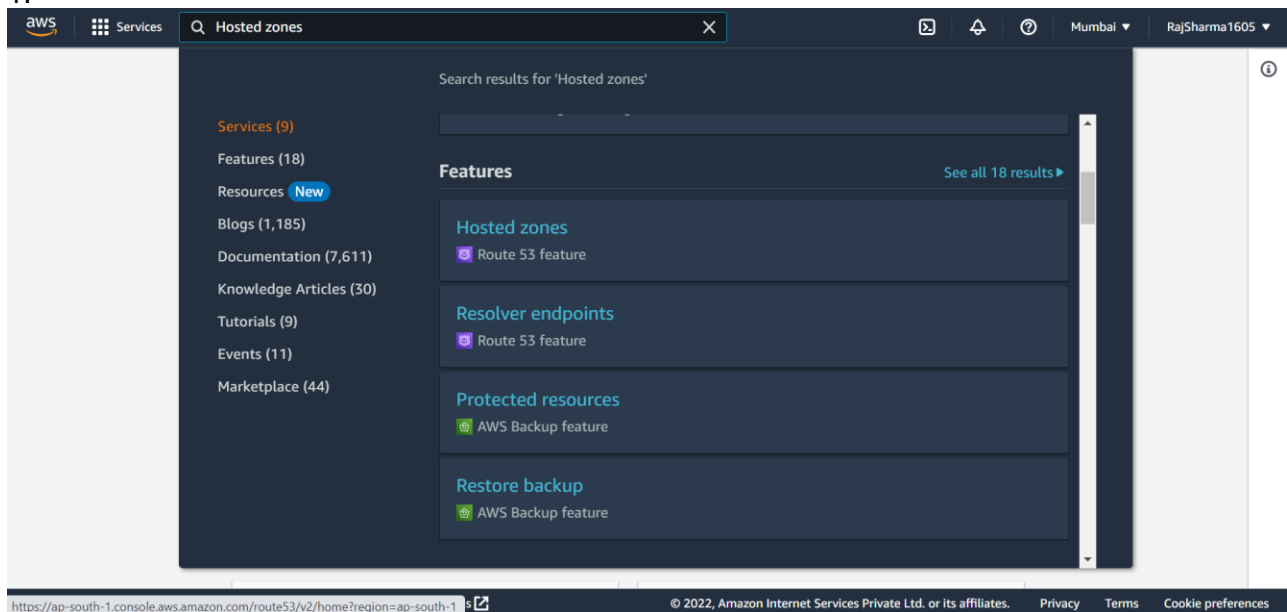 aws
Services
Hosted zones
Mumbai ▼
RajSharma1605 ▼
Search results for 'Hosted zones'
Services (9)
Features (18)
Resources New
Blogs (1,185)
Documentation (7,611)
Knowledge Articles (30)
Tutorials (9)
Events (11)
Marketplace (44)
Features
See all 18 results ▶
Hosted zones
Route 53 feature
Resolver endpoints
Route 53 feature
Protected resources
AWS Backup feature
Restore backup
AWS Backup feature
https://ap-south-1.console.aws.amazon.com/route53/v2/home?region=ap-south-1
s
© 2022, Amazon Internet Services Private Ltd. or its affiliates.
Privacy
Terms
Cookie preferences